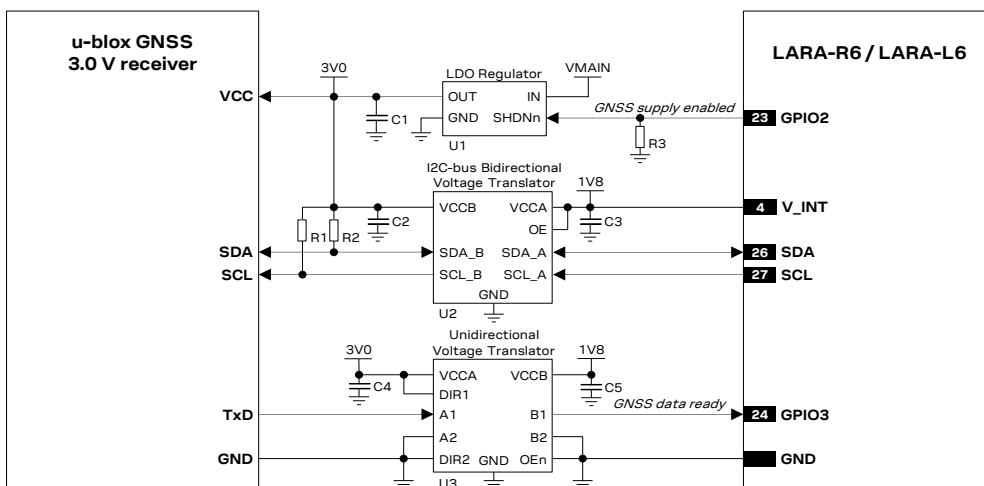 u-blox GNSS
3.0 V receiver
LARA-R6 / LARA-L6
3V0
LDO Regulator
VMAIN
VCC
OUT
IN
GNSS supply enabled
C1
GND
SHDNn
23
GPIO2
U1
R3
I2C-bus Bidirectional
Voltage Translator
1V8
VCCB
VCCA
4
V_INT
R1
R2
C2
OE
C3
SDA
SDA_B
SDA_A
26
SDA
SCL
SCL_B
SCL_A
27
SCL
GND
U2
Unidirectional
Voltage Translator
3V0
1V8
VCCA
VCCB
C4
DIR1
C5
GNSS data ready
TxD
A1
B1
24
GPIO3
A2
B2
GND
DIR2
GND
OEn
GND
U3